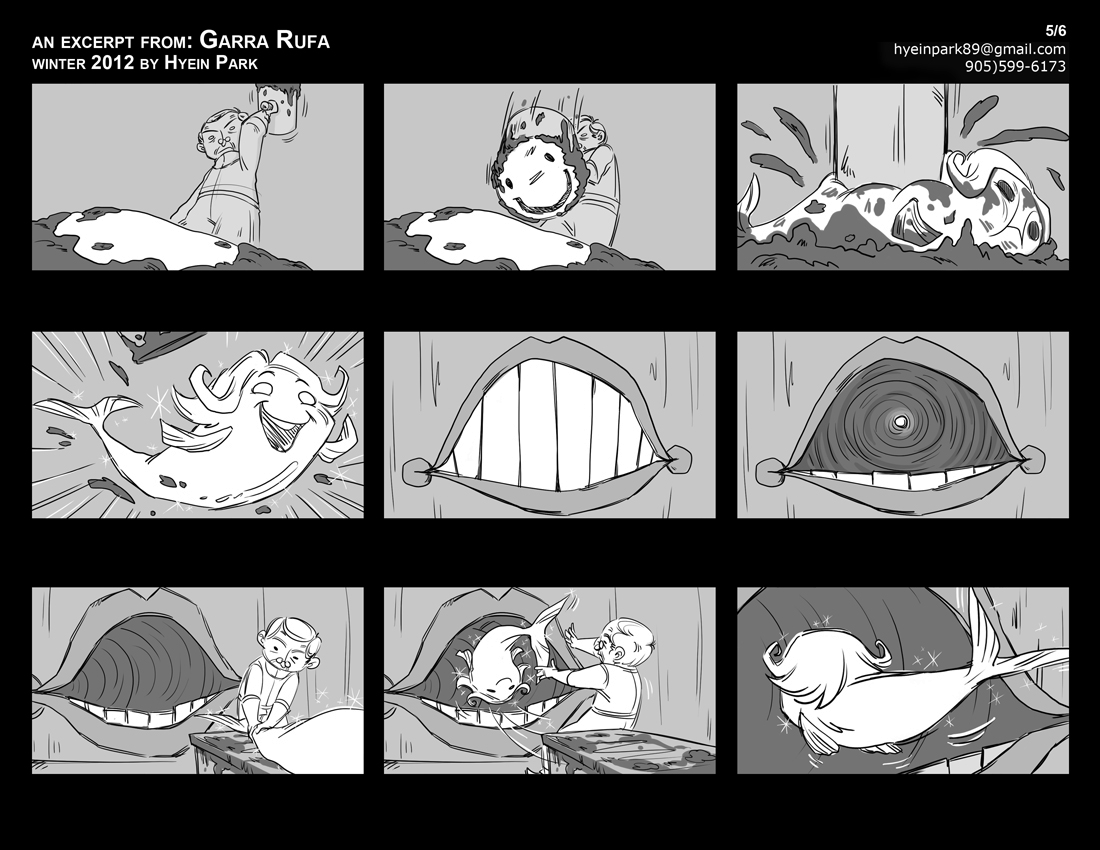 AN EXCERPT FROM: GARRA RUFA
WINTER 2012 BY HYEIN PARK
5/6
hyeinpark89@gmail.com
905)599-6173